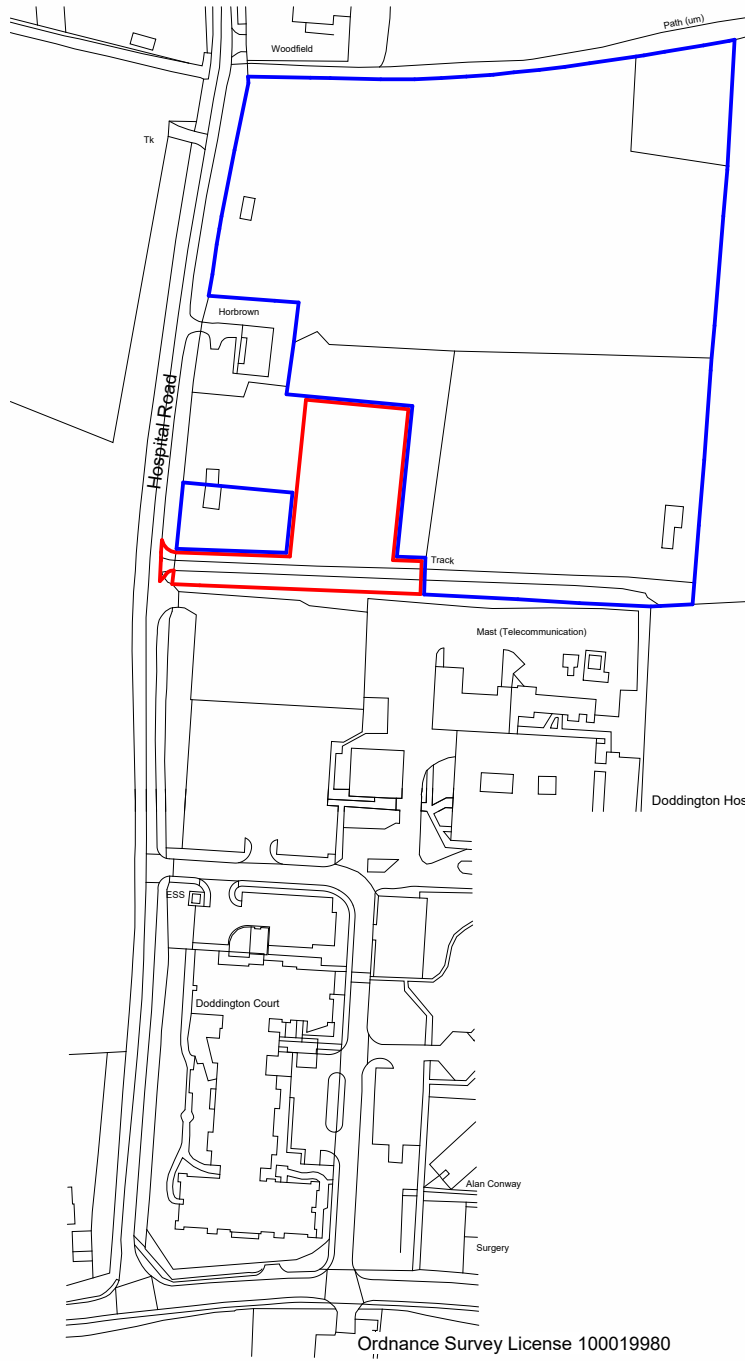 Path (um)
Woodfield
Tk
Horbrown
Hospital Road
Track
Mast (Telecommunication)
Doddington Hos
ESS
Doddington Court
Alan Conway
Surgery
Ordnance Survey License 100019980